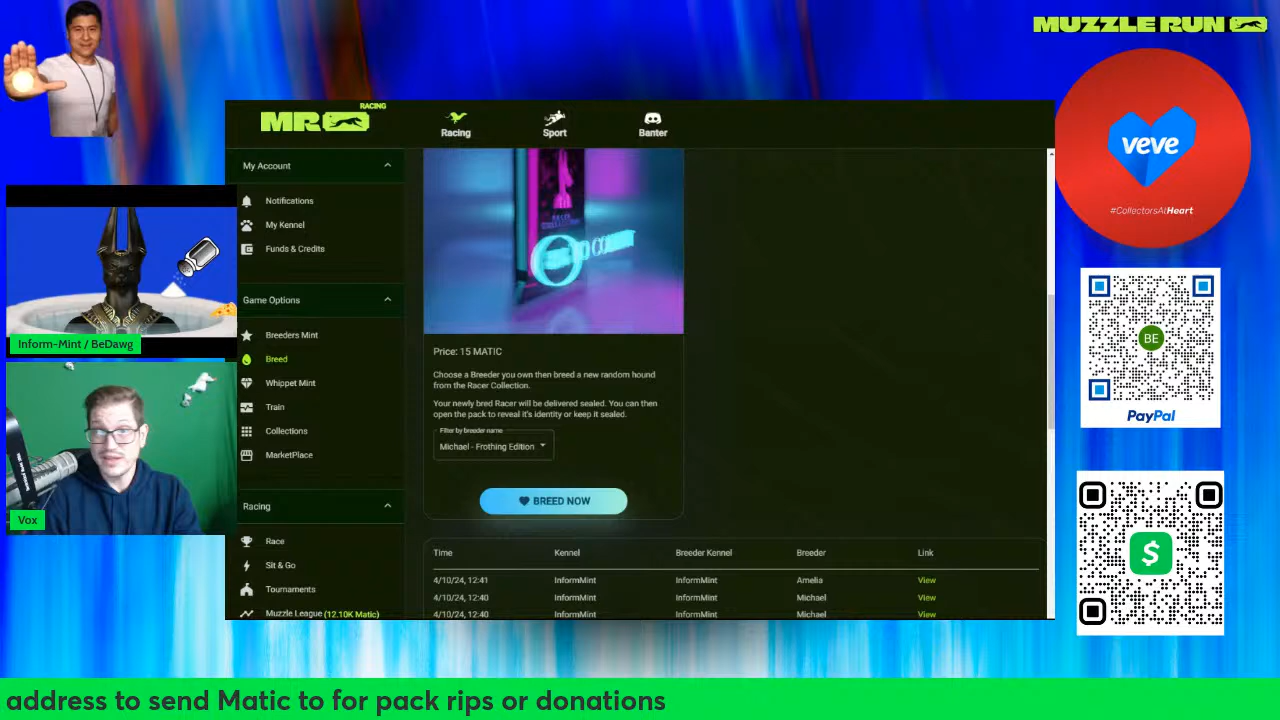 MUZZLE RUN
RACING
MR
Racing
Sport
Banter
veve
#CollectorsAtHeart
My Account
Notifications
My Kennel
Funds & Credits
Game Options
Breeders Mint
Breed
Whippet Mint
Train
Collections
MarketPlace
Racing
Race
Sit & Go
Tournaments
Muzzle League (12.10K Matic)
Price: 15 MATIC
Choose a Breeder you own then breed a new random hound
from the Racer Collection.
Your newly bred Racer will be delivered sealed. You can then
open the pack to reveal it's identity or keep it sealed.
Filter by breeder name
Michael - Frothing Edition
BREED NOW
Time Kennel Breeder Kennel Breeder Link
4/10/24, 12:41 InformMint InformMint Amelia View
4/10/24, 12:40 InformMint InformMint Michael View
4/10/24, 12:40 InformMint InformMint Michael View
Inform-Mint / BeDawg
Vox
BE
PayPal
$
address to send Matic to for pack rips or donations